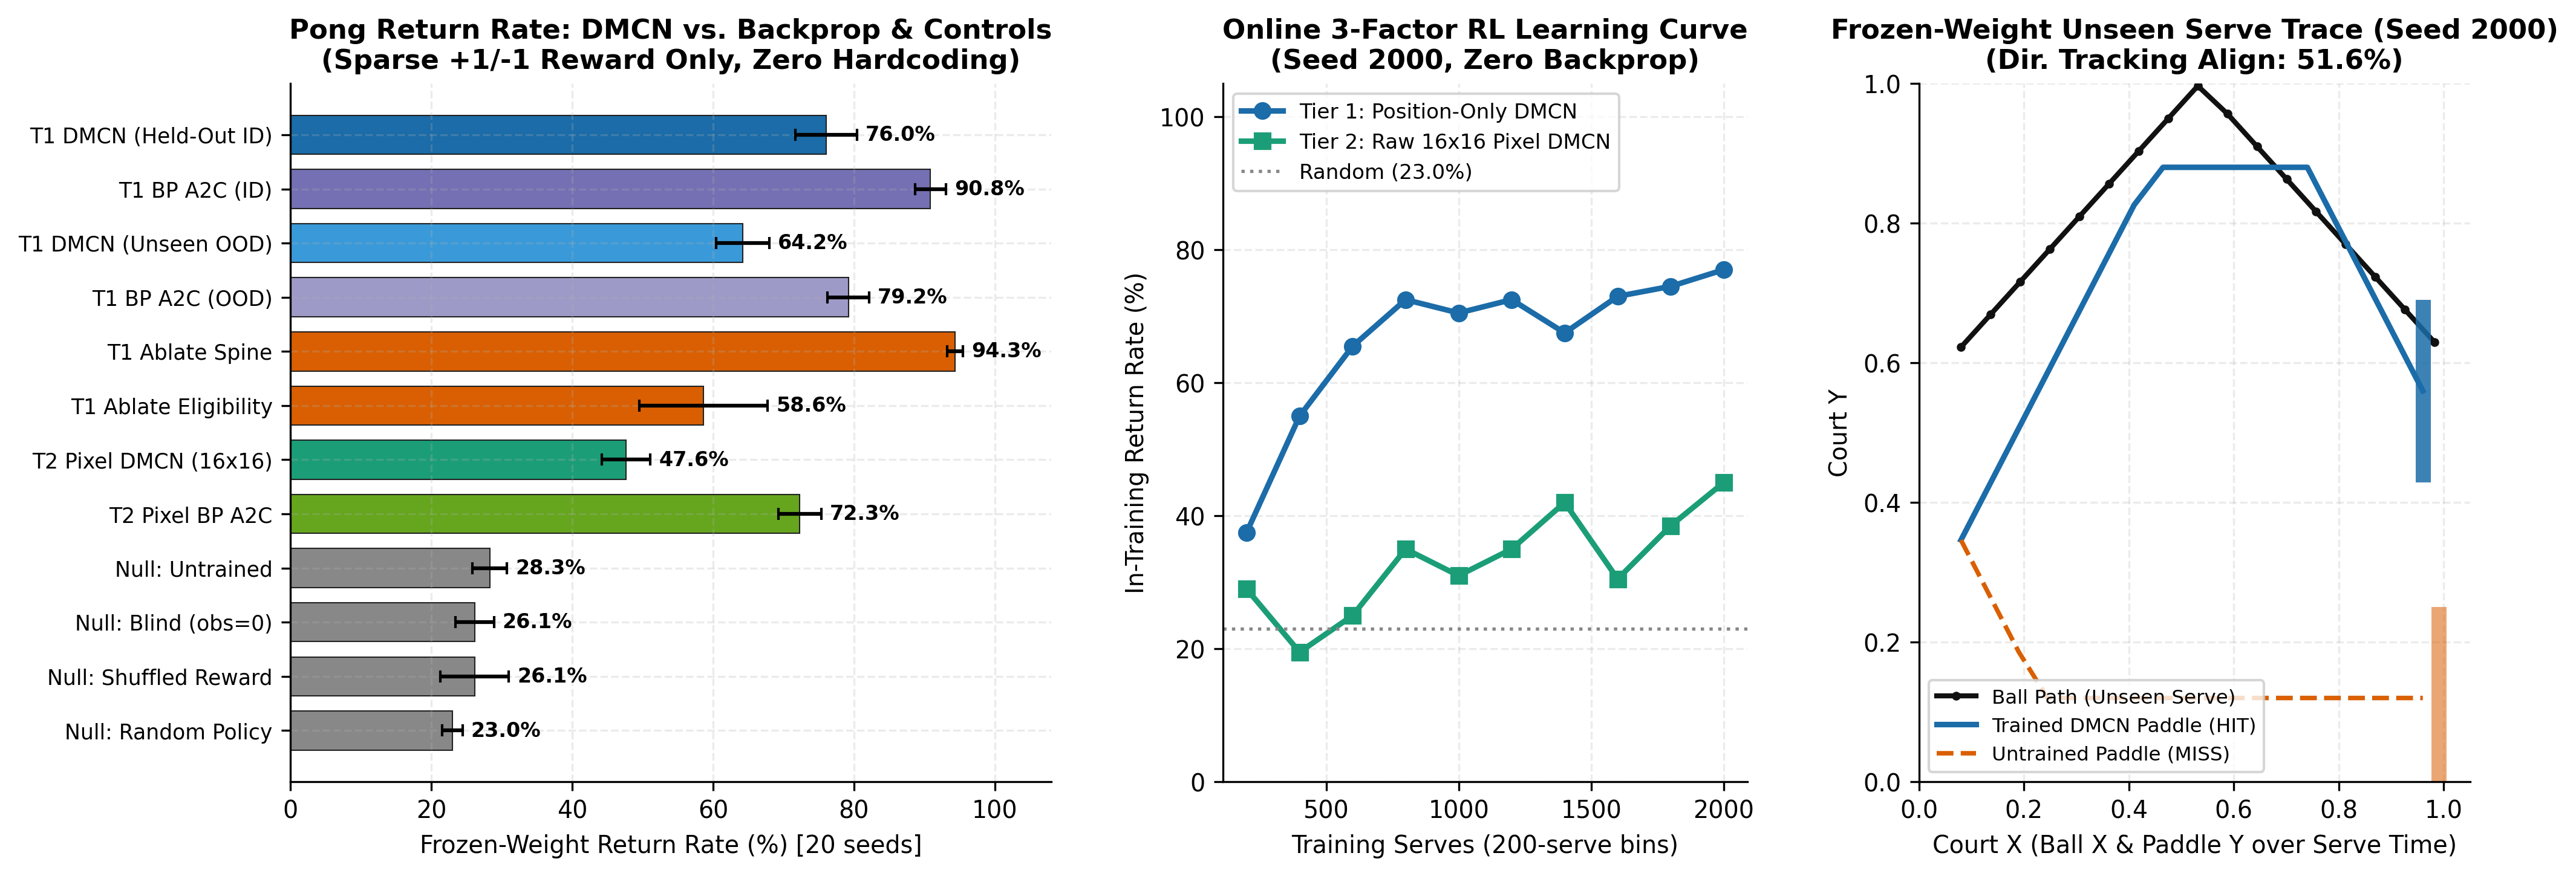 Pong Return Rate: DMCN vs. Backprop & Controls
(Sparse +1/-1 Reward Only, Zero Hardcoding)
T1 DMCN (Held-Out ID)
76.0%
T1 BP A2C (ID)
90.8%
T1 DMCN (Unseen OOD)
64.2%
T1 BP A2C (OOD)
79.2%
T1 Ablate Spine
94.3%
T1 Ablate Eligibility
58.6%
T2 Pixel DMCN (16x16)
47.6%
T2 Pixel BP A2C
72.3%
Null: Untrained
28.3%
Null: Blind (obs=0)
26.1%
Null: Shuffled Reward
26.1%
Null: Random Policy
23.0%
0 20 40 60 80 100
Frozen-Weight Return Rate (%) [20 seeds]
Online 3-Factor RL Learning Curve
(Seed 2000, Zero Backprop)
Tier 1: Position-Only DMCN
Tier 2: Raw 16x16 Pixel DMCN
Random (23.0%)
In-Training Return Rate (%)
100
80
60
40
20
0
500 1000 1500 2000
Training Serves (200-serve bins)
Frozen-Weight Unseen Serve Trace (Seed 2000)
(Dir. Tracking Align: 51.6%)
Court Y
1.0
0.8
0.6
0.4
0.2
0.0
Ball Path (Unseen Serve)
Trained DMCN Paddle (HIT)
Untrained Paddle (MISS)
0.0 0.2 0.4 0.6 0.8 1.0
Court X (Ball X & Paddle Y over Serve Time)